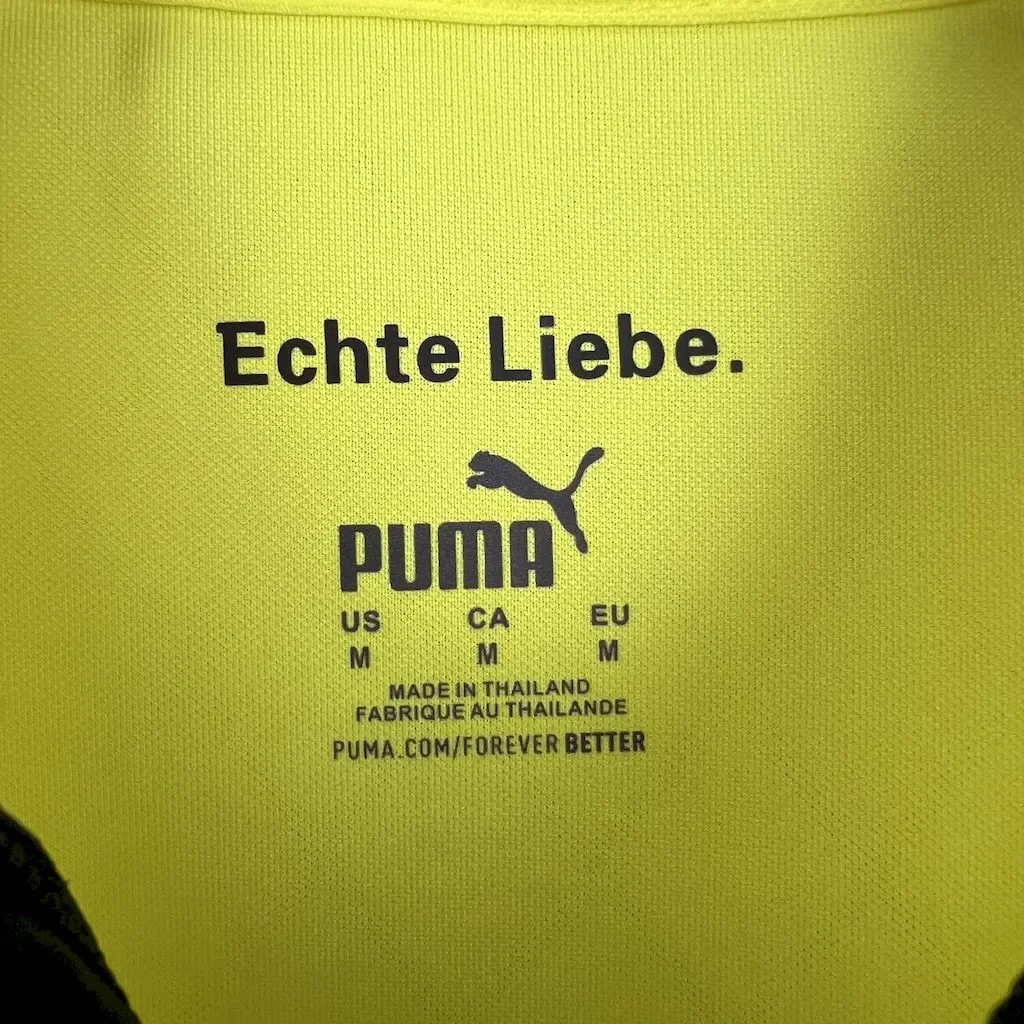 Echte Liebe.
PUMA
US CA EU
M M M
MADE IN THAILAND
FABRIQUE AU THAILANDE
PUMA.COM/FOREVER BETTER